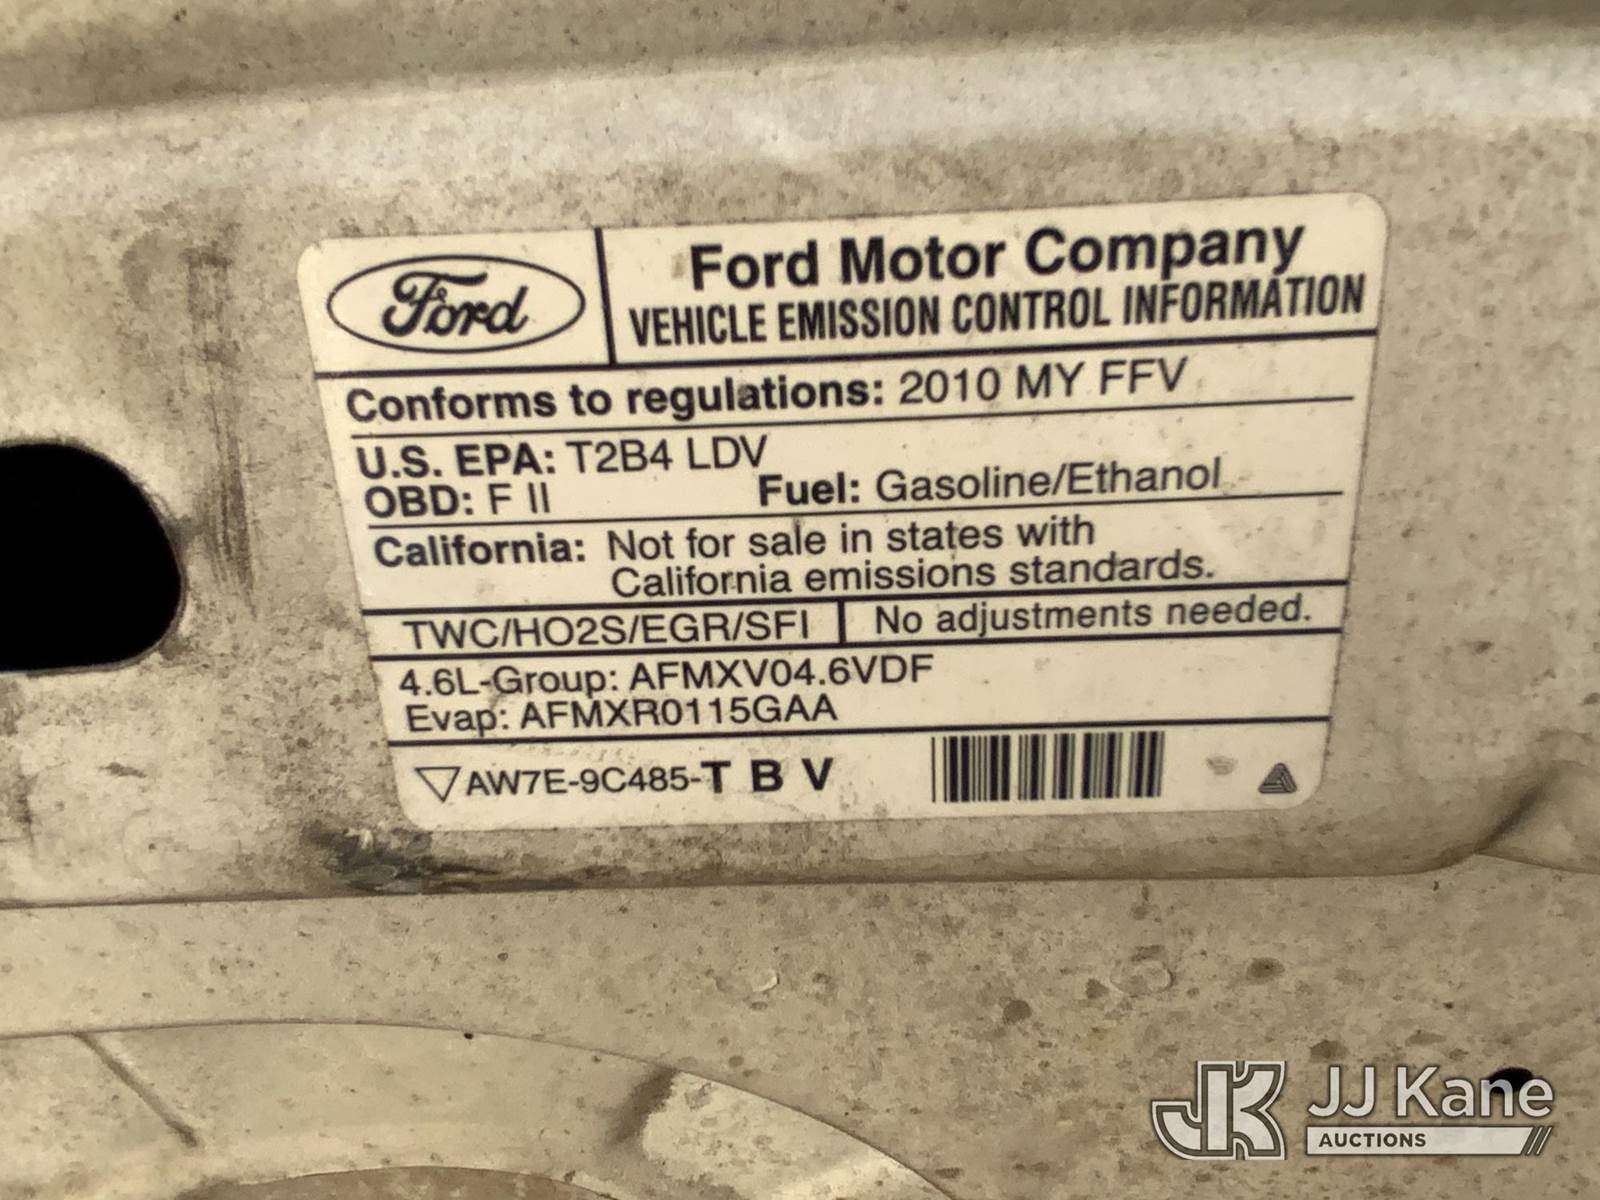 Ford
Ford Motor Company
VEHICLE EMISSION CONTROL INFORMATION
Conforms to regulations: 2010 MY FFV
U.S. EPA: T2B4 LDV
OBD: F II Fuel: Gasoline/Ethanol
California: Not for sale in states with
California emissions standards.
TWC/HO2S/EGR/SFI No adjustments needed.
4.6L-Group: AFMXV04.6VDF
Evap: AFMXR0115GAA
AW7E-9C485-T B V
JK JJ Kane
AUCTIONS